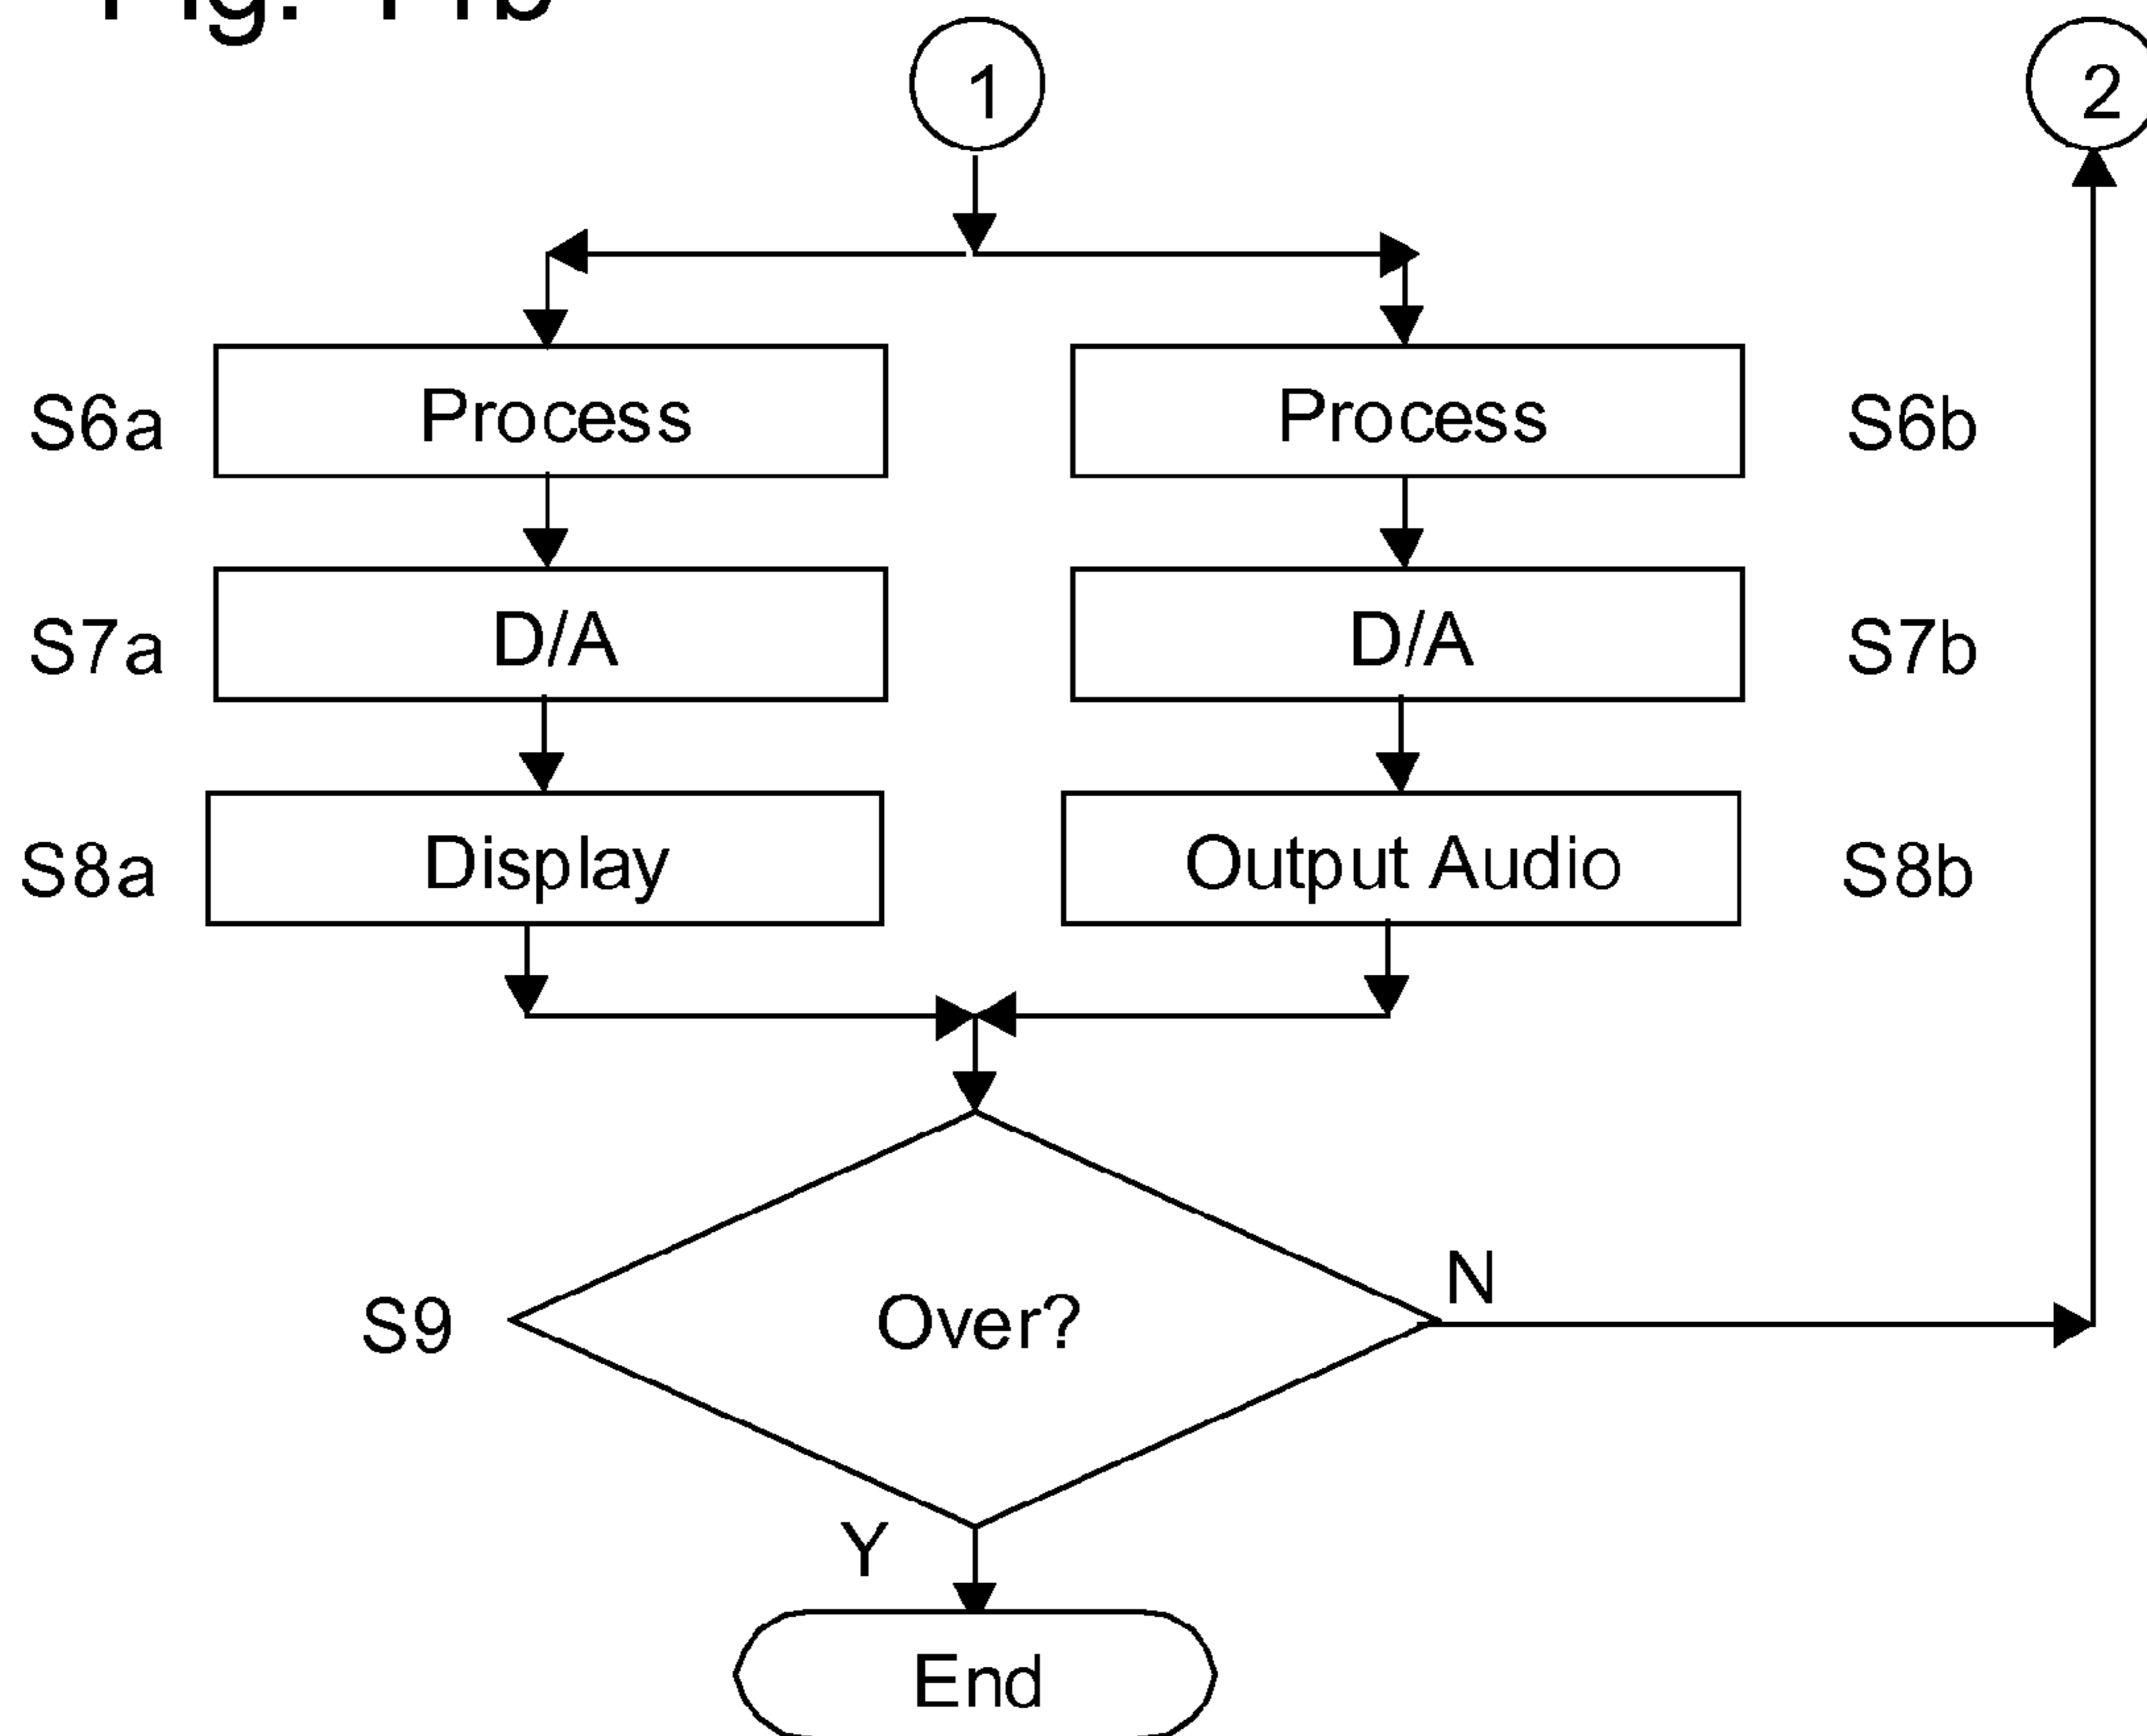 1
2
S6a
Process
Process
S6b
S7a
D/A
D/A
S7b
S8a
Display
Output Audio
S8b
S9
Over?
N
Y
End